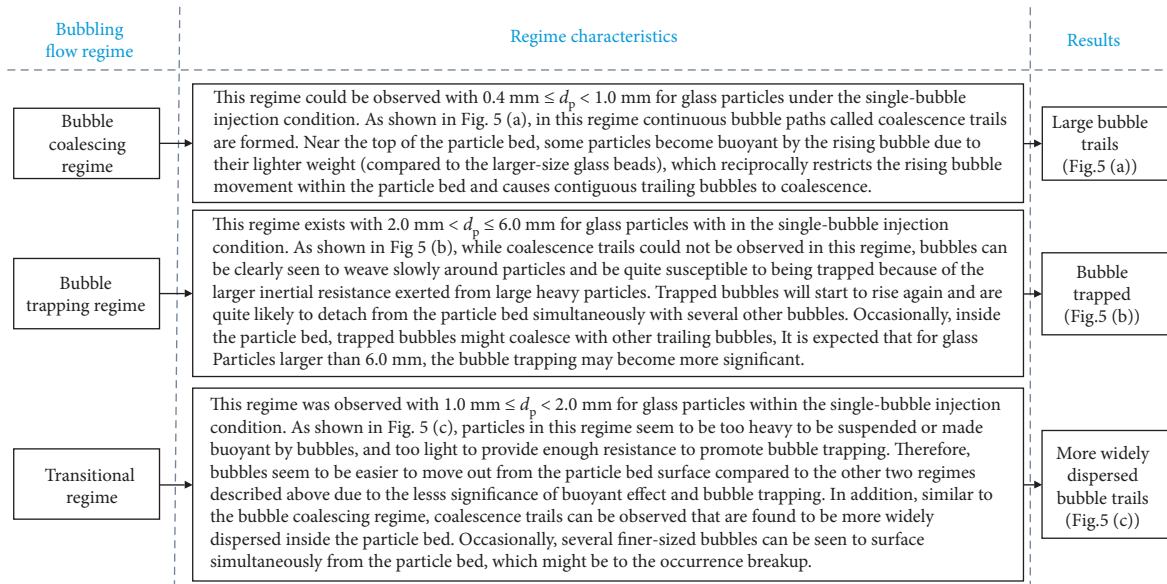 Bubbling
flow regime
Regime characteristics
Results
Bubble
coalescing
regime
This regime could be observed with 0.4 mm ≤ dp < 1.0 mm for glass particles under the single-bubble
injection condition. As shown in Fig. 5 (a), in this regime continuous bubble paths called coalescence trails
are formed. Near the top of the particle bed, some particles become buoyant by the rising bubble due to
their lighter weight (compared to the larger-size glass beads), which reciprocally restricts the rising bubble
movement within the particle bed and causes contiguous trailing bubbles to coalescence.
Large bubble
trails
(Fig.5 (a))
Bubble
trapping regime
This regime exists with 2.0 mm < dp ≤ 6.0 mm for glass particles with in the single-bubble injection
condition. As shown in Fig 5 (b), while coalescence trails could not be observed in this regime, bubbles can
be clearly seen to weave slowly around particles and be quite susceptible to being trapped because of the
larger inertial resistance exerted from large heavy particles. Trapped bubbles will start to rise again and are
quite likely to detach from the particle bed simultaneously with several other bubbles. Occasionally, inside
the particle bed, trapped bubbles might coalesce with other trailing bubbles, It is expected that for glass
Particles larger than 6.0 mm, the bubble trapping may become more significant.
Bubble
trapped
(Fig.5 (b))
Transitional
regime
This regime was observed with 1.0 mm ≤ dp < 2.0 mm for glass particles within the single-bubble injection
condition. As shown in Fig. 5 (c), particles in this regime seem to be too heavy to be suspended or made
buoyant by bubbles, and too light to provide enough resistance to promote bubble trapping. Therefore,
bubbles seem to be easier to move out from the particle bed surface compared to the other two regimes
described above due to the lesss significance of buoyant effect and bubble trapping. In addition, similar to
the bubble coalescing regime, coalescence trails can be observed that are found to be more widely
dispersed inside the particle bed. Occasionally, several finer-sized bubbles can be seen to surface
simultaneously from the particle bed, which might be to the occurrence breakup.
More widely
dispersed
bubble trails
(Fig.5 (c))